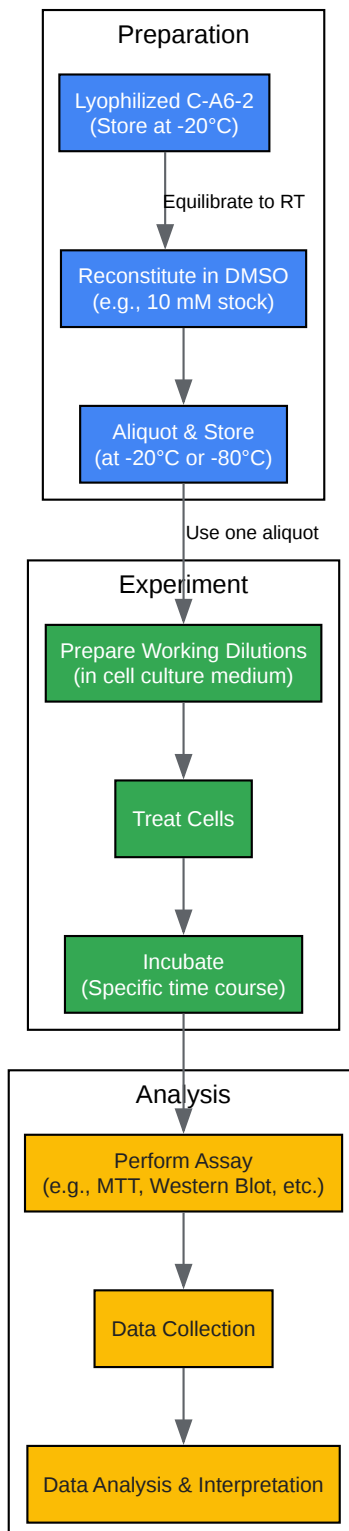 Preparation
Lyophilized C-A6-2
(Store at -20°C)
Equilibrate to RT
Reconstitute in DMSO
(e.g., 10 mM stock)
Aliquot & Store
(at -20°C or -80°C)
Use one aliquot
Experiment
Prepare Working Dilutions
(in cell culture medium)
Treat Cells
Incubate
(Specific time course)
Analysis
Perform Assay
(e.g., MTT, Western Blot, etc.)
Data Collection
Data Analysis & Interpretation